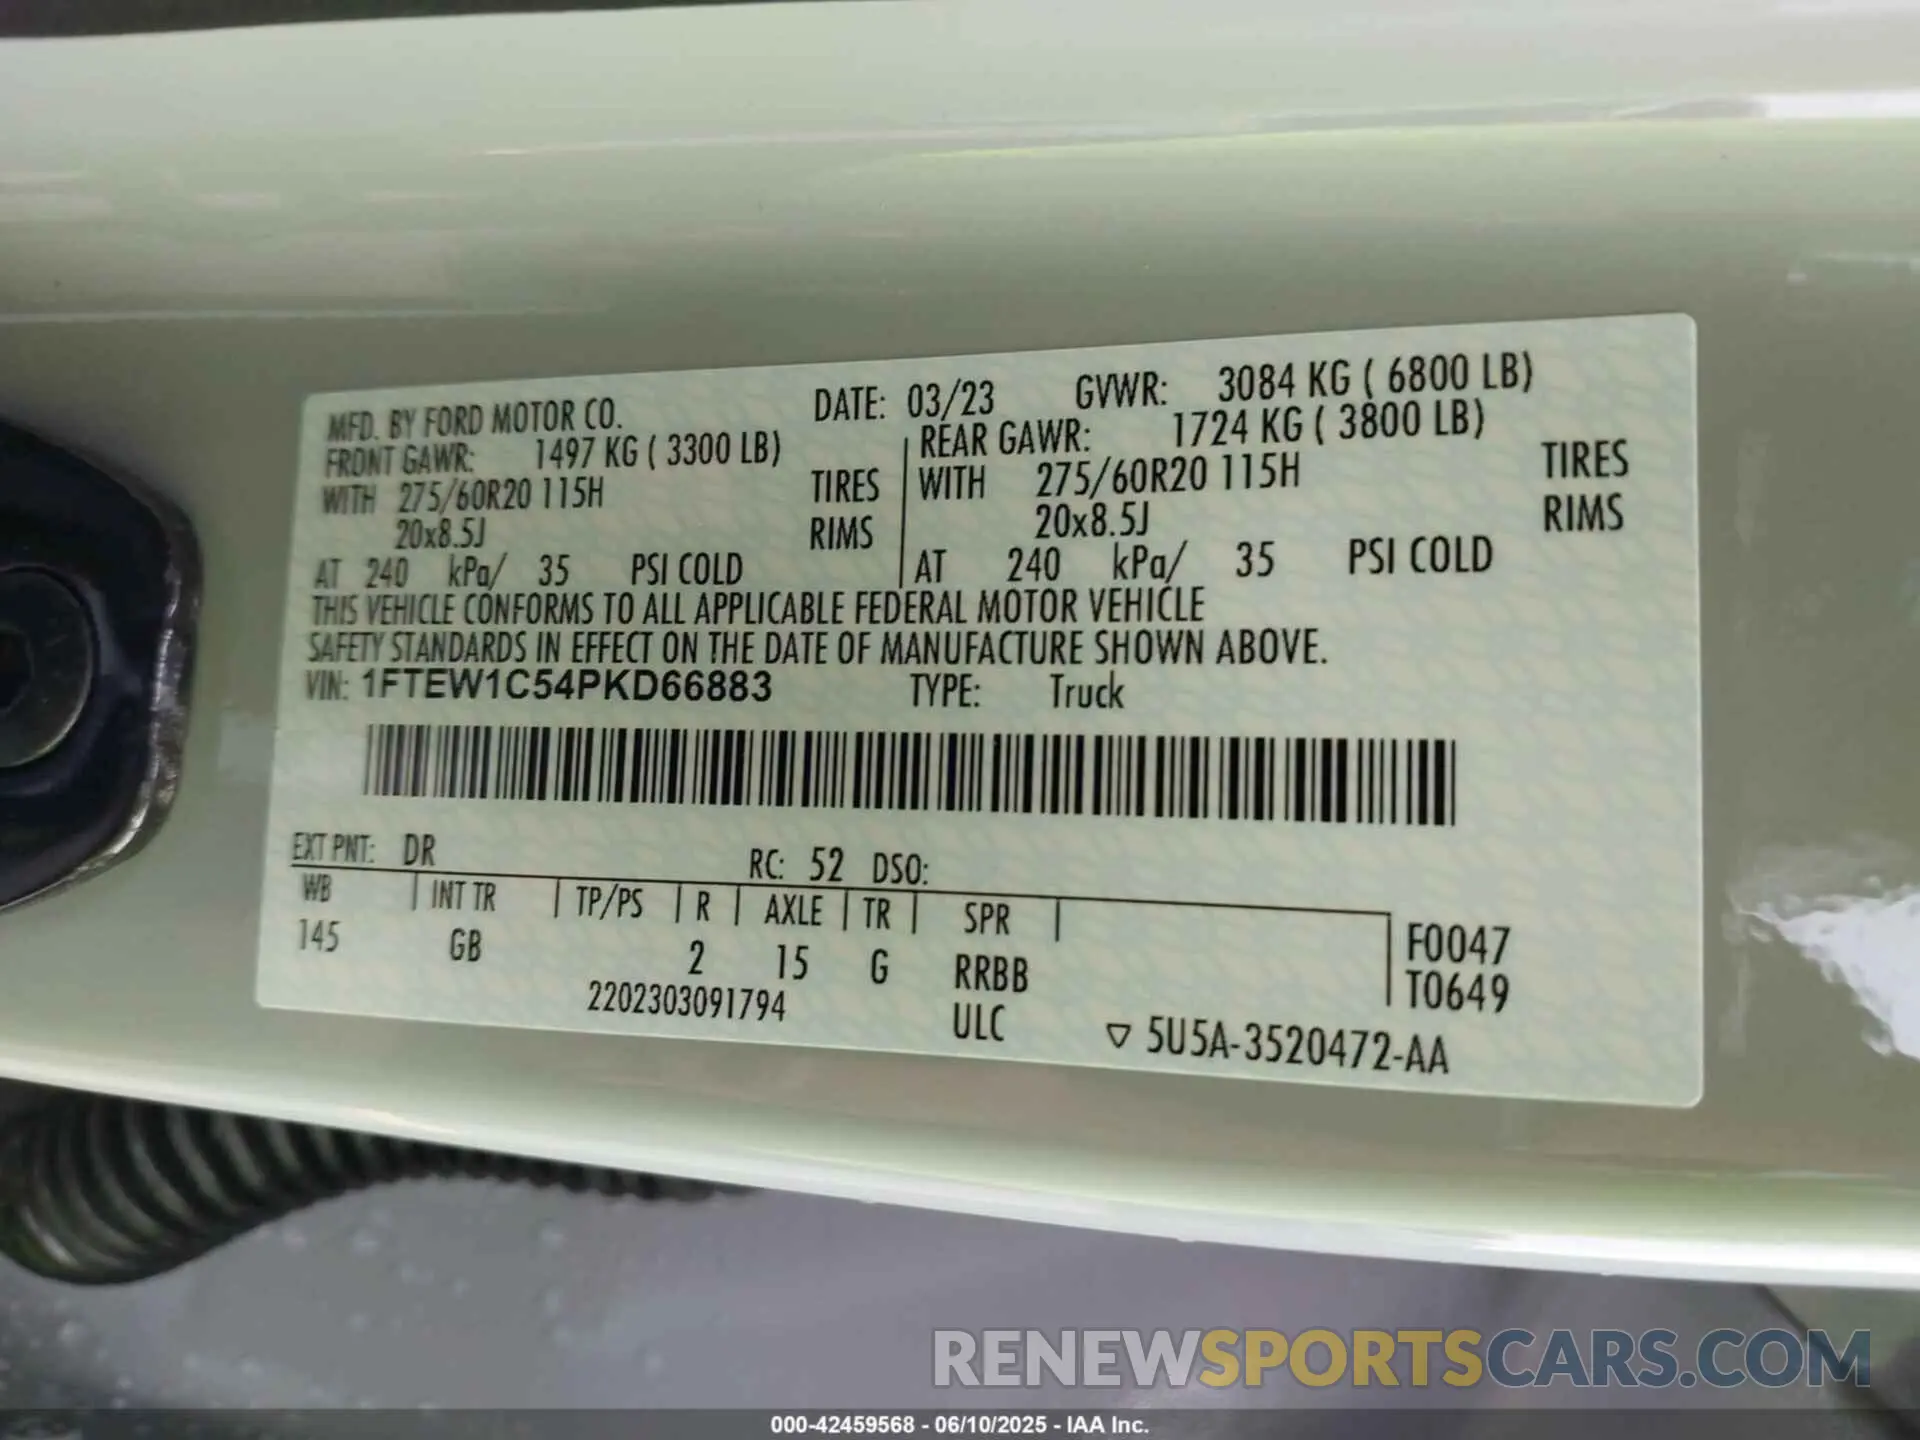 MFD. BY FORD MOTOR CO. DATE: 03/23 GVWR: 3084 KG ( 6800 LB)
FRONT GAWR: 1497 KG ( 3300 LB) REAR GAWR: 1724 KG ( 3800 LB)
WITH 275/60R20 115H TIRES WITH 275/60R20 115H TIRES
20x8.5J RIMS 20x8.5J RIMS
AT 240 kPa/ 35 PSI COLD AT 240 kPa/ 35 PSI COLD
THIS VEHICLE CONFORMS TO ALL APPLICABLE FEDERAL MOTOR VEHICLE
SAFETY STANDARDS IN EFFECT ON THE DATE OF MANUFACTURE SHOWN ABOVE.
VIN: 1FTEW1C54PKD66883 TYPE: Truck
EXT PNT: DR RC: 52 DSO:
WB INT TR TP/PS R AXLE TR SPR
145 GB 2 15 G RRBB F0047
2202303091794 ULC T0649
▽ 5U5A-3520472-AA
RENEWSPORTSCARS.COM
000-42459568 - 06/10/2025 - IAA Inc.